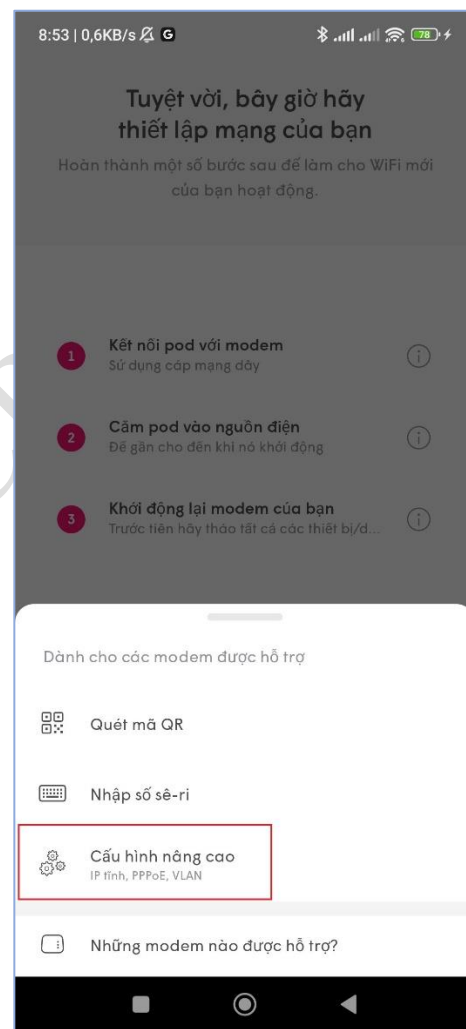 8:53 | 0,6KB/s
78
Tuyệt vời, bây giờ hãy
thiết lập mạng của bạn
Hoàn thành một số bước sau để làm cho WiFi mới
của bạn hoạt động.
1
Kết nối pod với modem
Sử dụng cáp mạng dây
2
Cắm pod vào nguồn điện
Để gần cho đến khi nó khởi động
3
Khởi động lại modem của bạn
Trước tiên hãy tháo tất cả các thiết bị/d...
Dành cho các modem được hỗ trợ
Quét mã QR
Nhập số sê-ri
Cấu hình nâng cao
IP tĩnh, PPPoE, VLAN
Những modem nào được hỗ trợ?